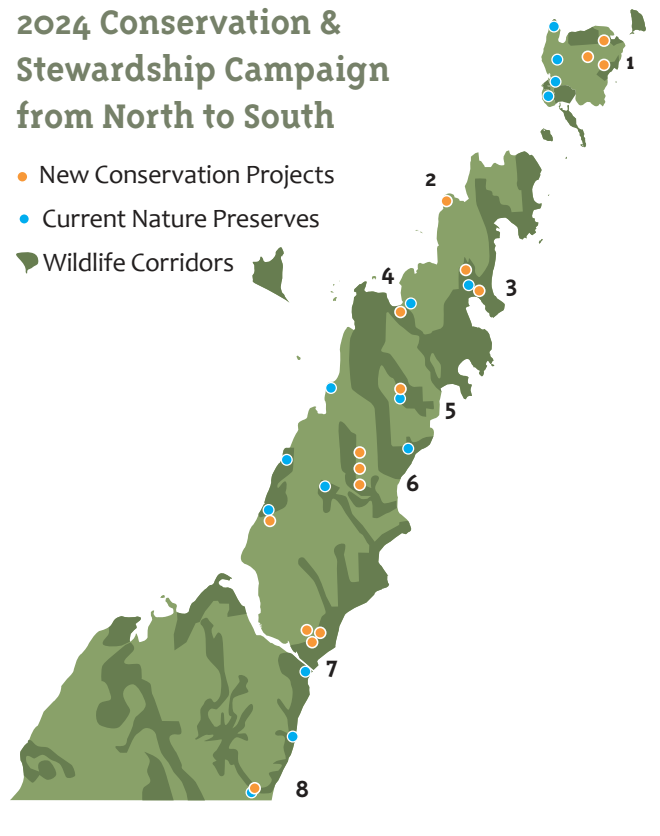 2024 Conservation &
Stewardship Campaign
from North to South
New Conservation Projects
Current Nature Preserves
Wildlife Corridors
1
2
3
4
5
6
7
8